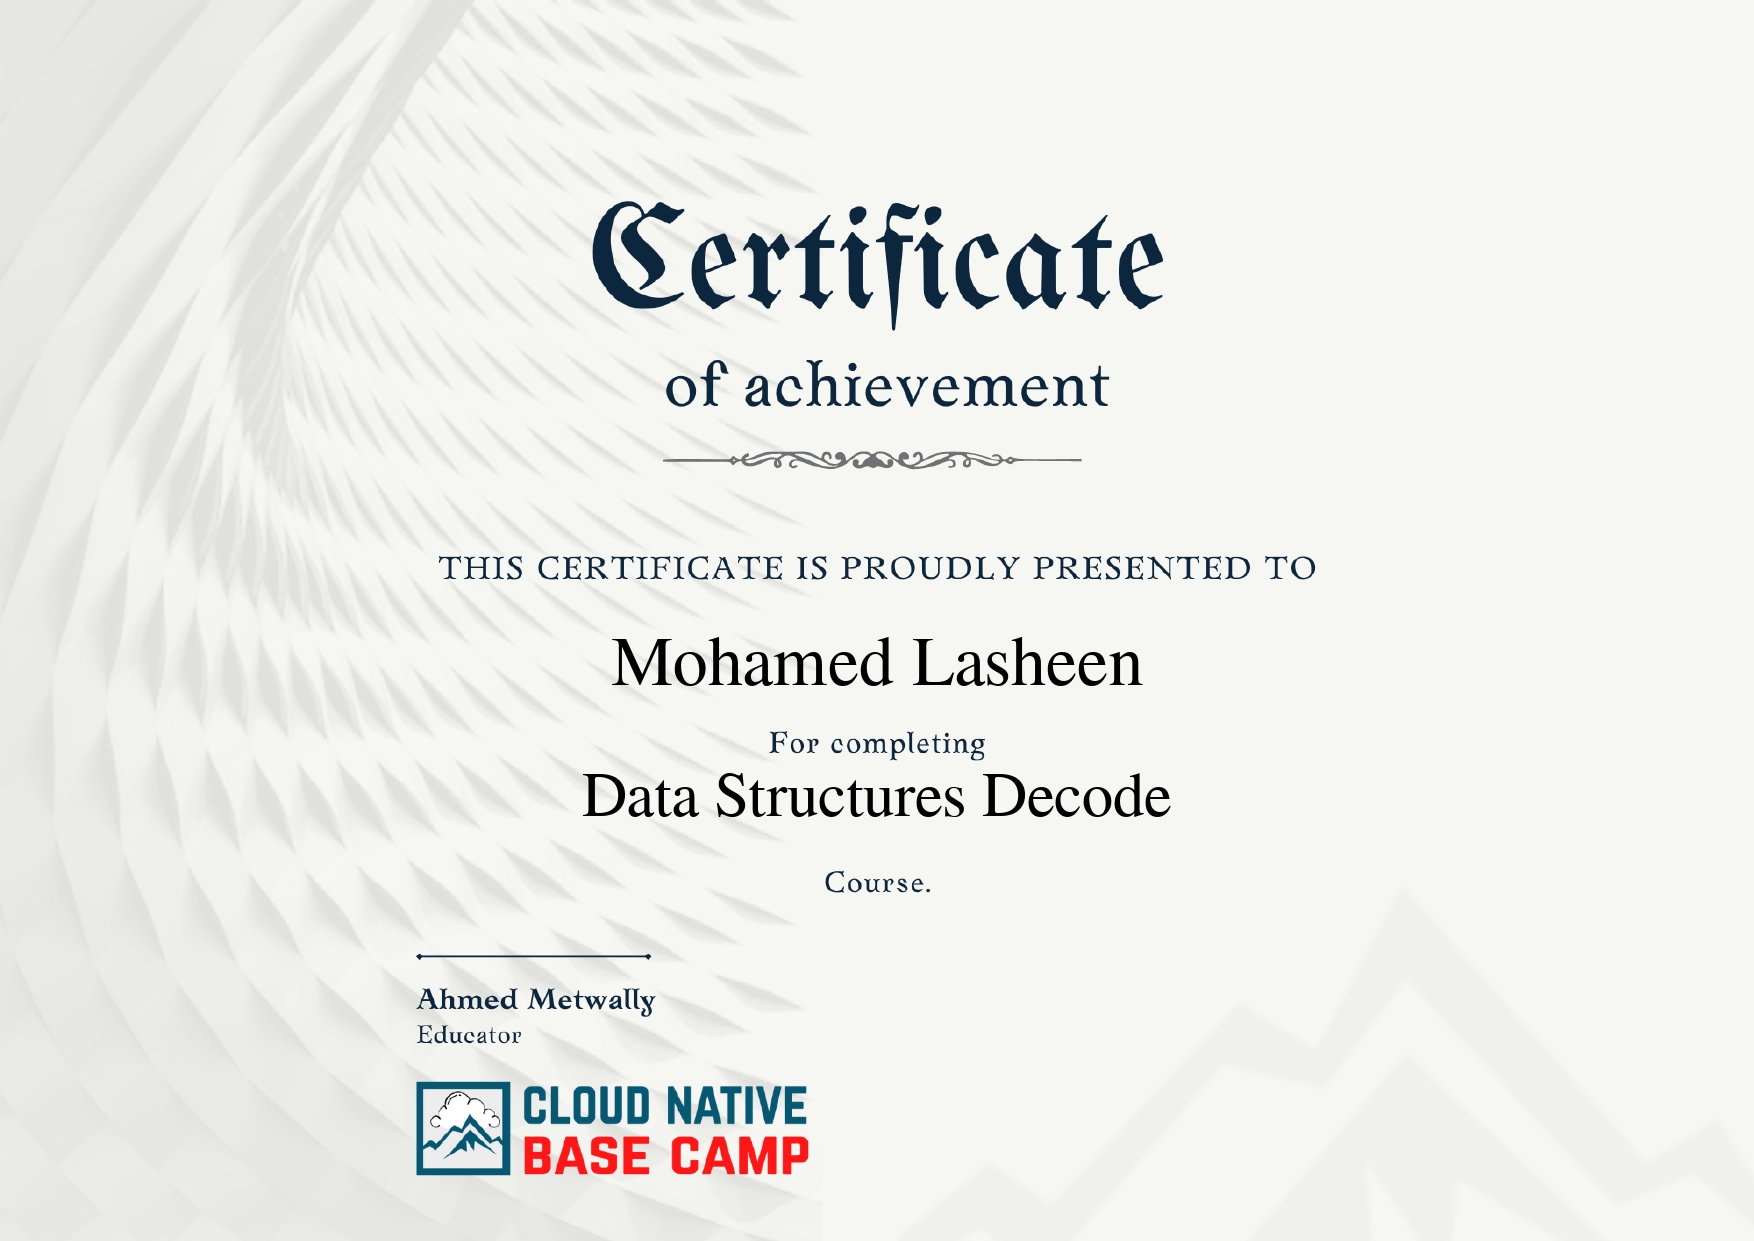 Certificate
of achievement
THIS CERTIFICATE IS PROUDLY PRESENTED TO
Mohamed Lasheen
For completing
Data Structures Decode
Course.
Ahmed Metwally
Educator
CLOUD NATIVE
BASE CAMP